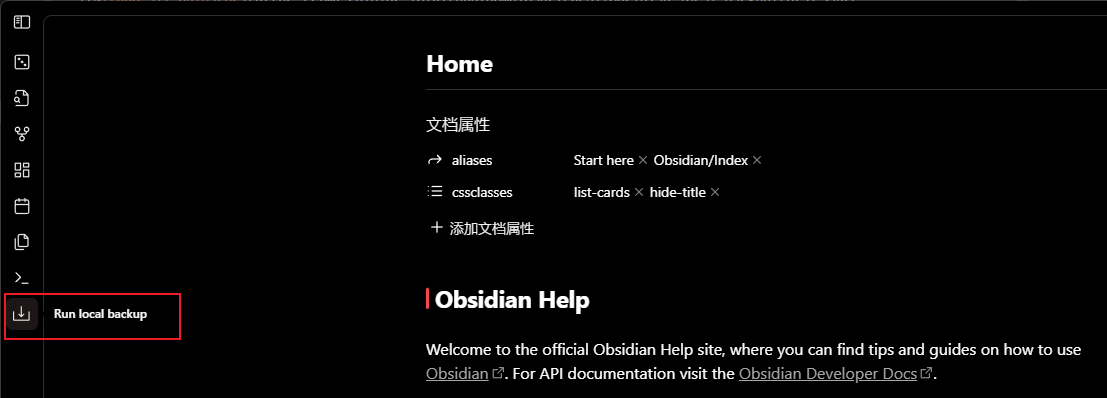 Home
文档属性
aliases Start here × Obsidian/Index ×
cssclasses list-cards × hide-title ×
+ 添加文档属性
Run local backup
Obsidian Help
Welcome to the official Obsidian Help site, where you can find tips and guides on how to use
Obsidian. For API documentation visit the Obsidian Developer Docs.